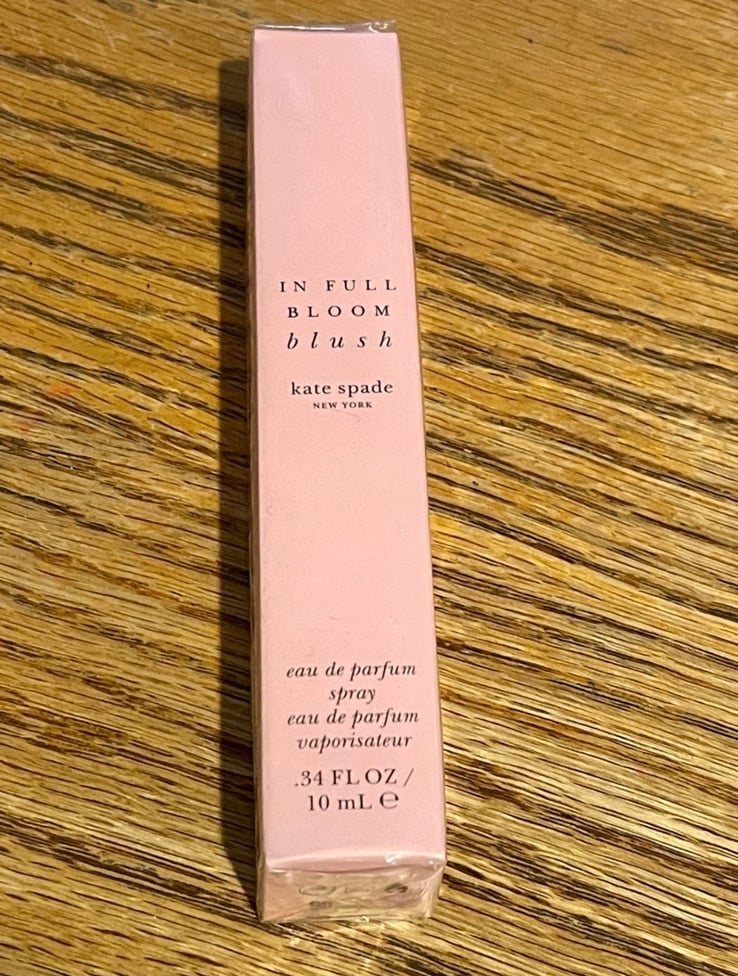 IN FULL
BLOOM
blush
kate spade
NEW YORK
eau de parfum
spray
eau de parfum
vaporisateur
.34 FL OZ /
10 mL ℮